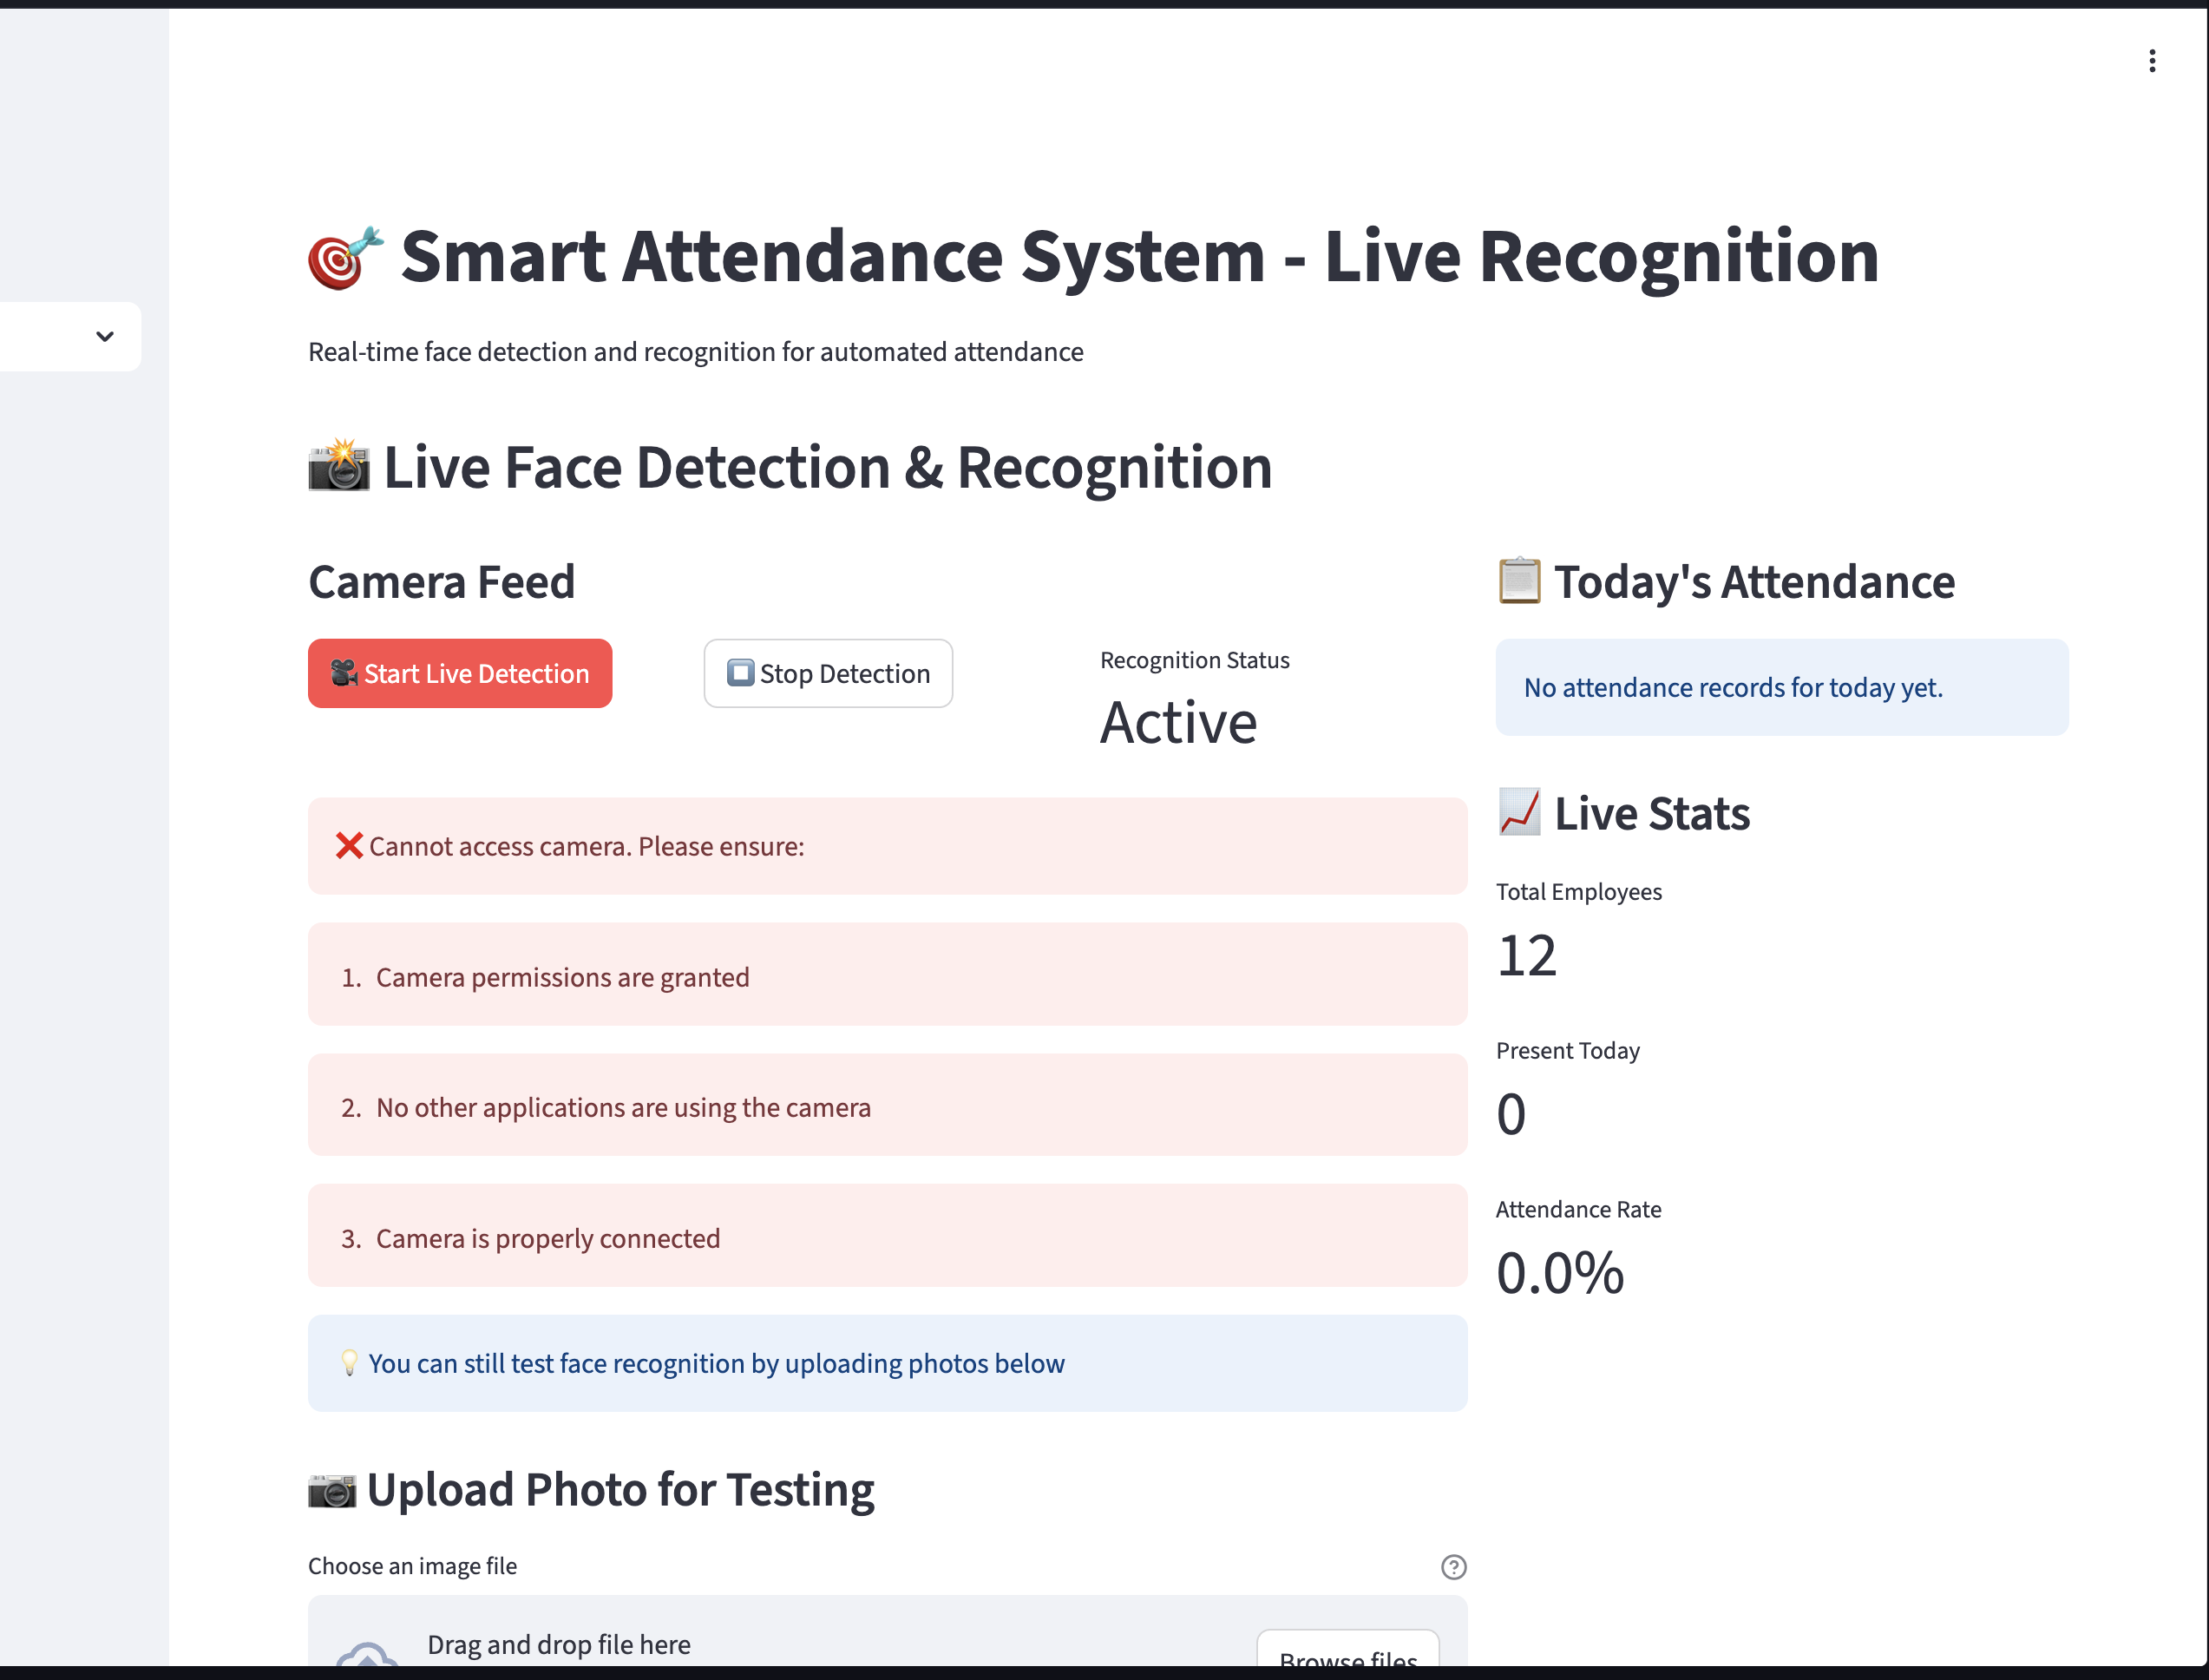 Smart Attendance System - Live Recognition
Real-time face detection and recognition for automated attendance
Live Face Detection & Recognition
Camera Feed
Start Live Detection
Stop Detection
Recognition Status
Active
Cannot access camera. Please ensure:
1. Camera permissions are granted
2. No other applications are using the camera
3. Camera is properly connected
You can still test face recognition by uploading photos below
Upload Photo for Testing
Choose an image file
Drag and drop file here
Browse files
Today's Attendance
No attendance records for today yet.
Live Stats
Total Employees
12
Present Today
0
Attendance Rate
0.0%